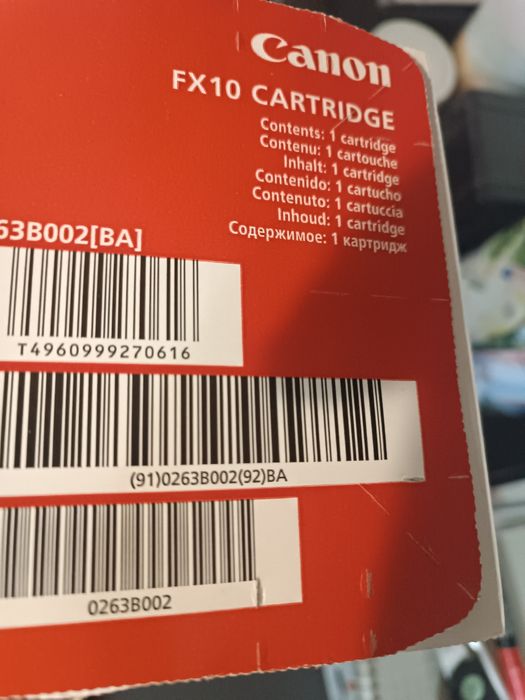 Canon
FX10 CARTRIDGE
Contents: 1 cartridge
Contenu: 1 cartouche
Inhalt: 1 cartridge
Contenido: 1 cartucho
Contenuto: 1 cartuccia
Inhoud: 1 cartridge
Содержимое: 1 картридж
63B002[BA]
T4960999270616
(91)0263B002(92)BA
0263B002